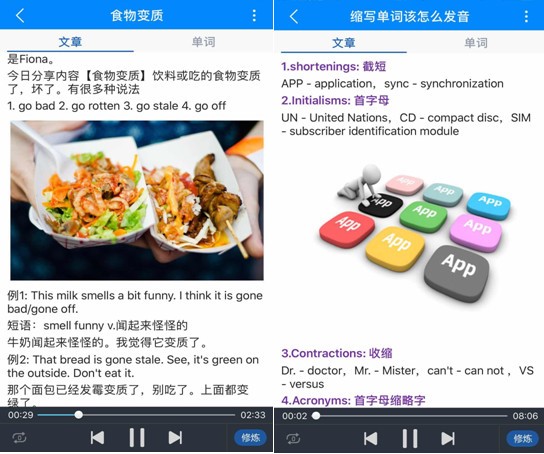 食物变质
文章
单词
是Fiona。
今日分享内容【食物变质】饮料或吃的食物变质
了，坏了。有很多种说法
1. go bad 2. go rotten 3. go stale 4. go off
例1: This milk smells a bit funny. I think it is gone
bad/gone off.
短语：smell funny v.闻起来怪怪的
牛奶闻起来怪怪的。我觉得它变质了。
例2: That bread is gone stale. See, it's green on
the outside. Don't eat it.
那个面包已经发霉变质了，别吃了。上面都变
绿了。
00:29
02:33
修炼
缩写单词该怎么发音
文章
单词
1.shortenings: 截短
APP - application，sync - synchronization
2.Initialisms: 首字母
UN - United Nations，CD - compact disc，SIM
- subscriber identification module
App
App
App
App
App
App
App
App
App
3.Contractions: 收缩
Dr. - doctor，Mr. - Mister，can't - can not ，VS
- versus
4.Acronyms: 首字母缩略字
00:02
08:06
修炼